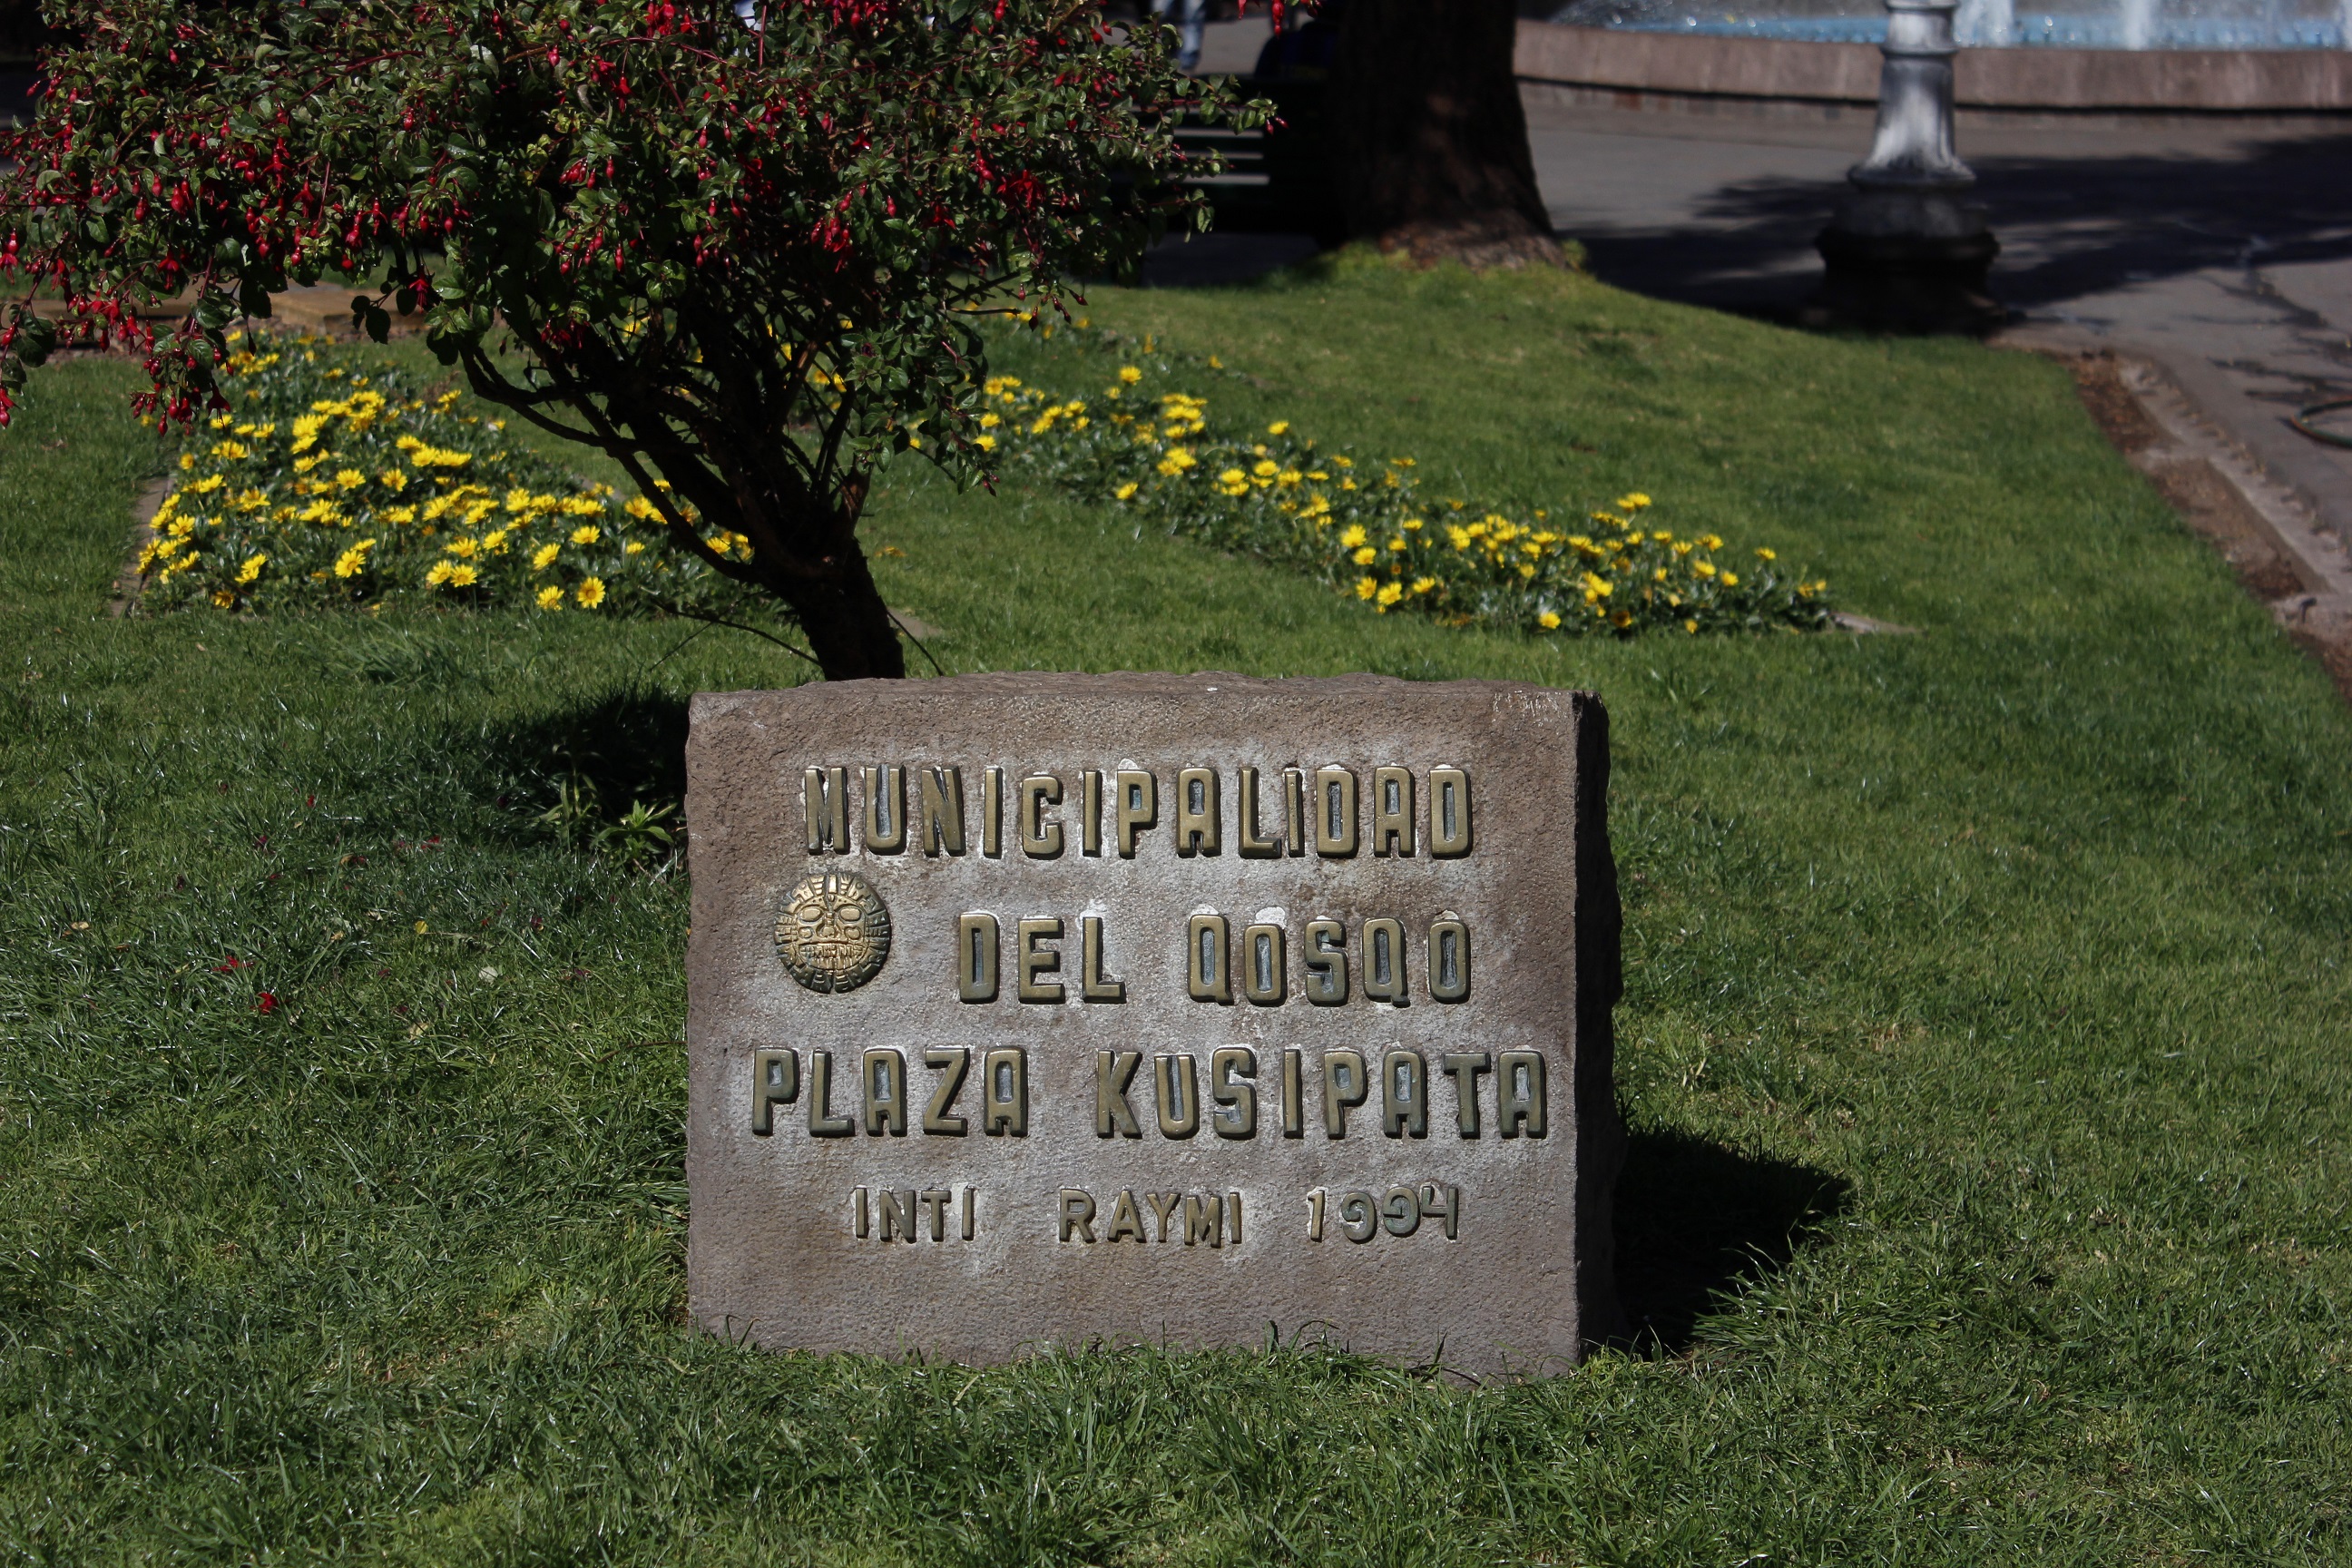 MUNICIPALIDAD
DEL QOSQO
PLAZA KUSIPATA
INTI RAYMI 1994